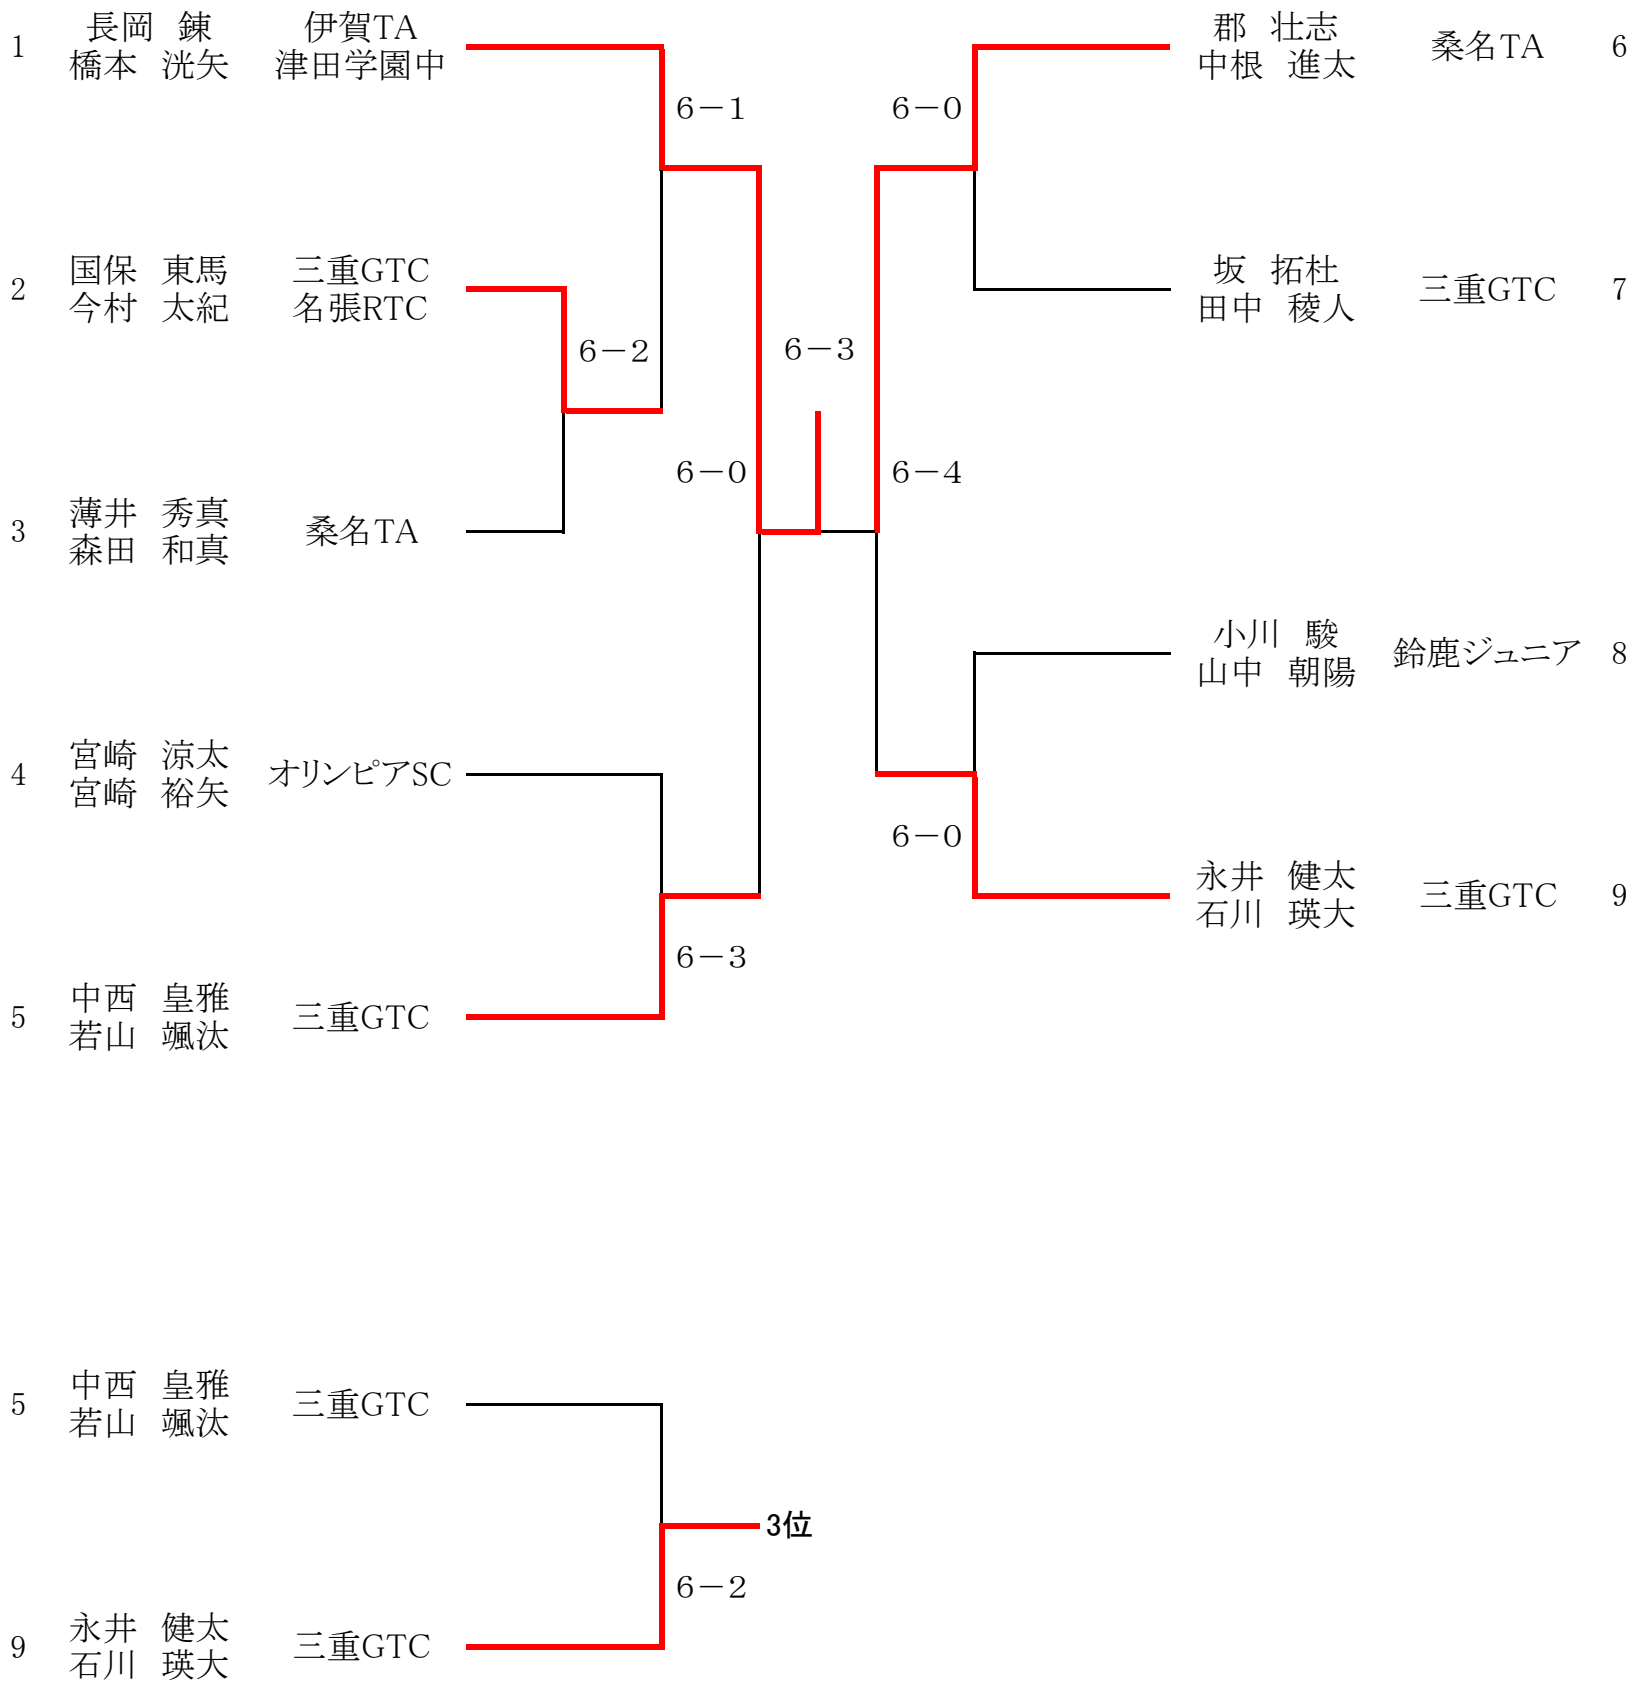 1 長岡 錬 伊賀TA
橋本 洸矢 津田学園中
6－1
2 国保 東馬 三重GTC
今村 太紀 名張RTC
6－2
3 薄井 秀真 桑名TA
森田 和真
6－0
4 宮崎 涼太 オリンピアSC
宮崎 裕矢
6－3
5 中西 皇雅 三重GTC
若山 颯汰
6－3
郡 壮志 桑名TA 6
中根 進太
6－0
坂 拓杜 三重GTC 7
田中 稜人
6－4
小川 駿 鈴鹿ジュニア 8
山中 朝陽
6－0
永井 健太 三重GTC 9
石川 瑛大
5 中西 皇雅 三重GTC
若山 颯汰
3位
6－2
9 永井 健太 三重GTC
石川 瑛大